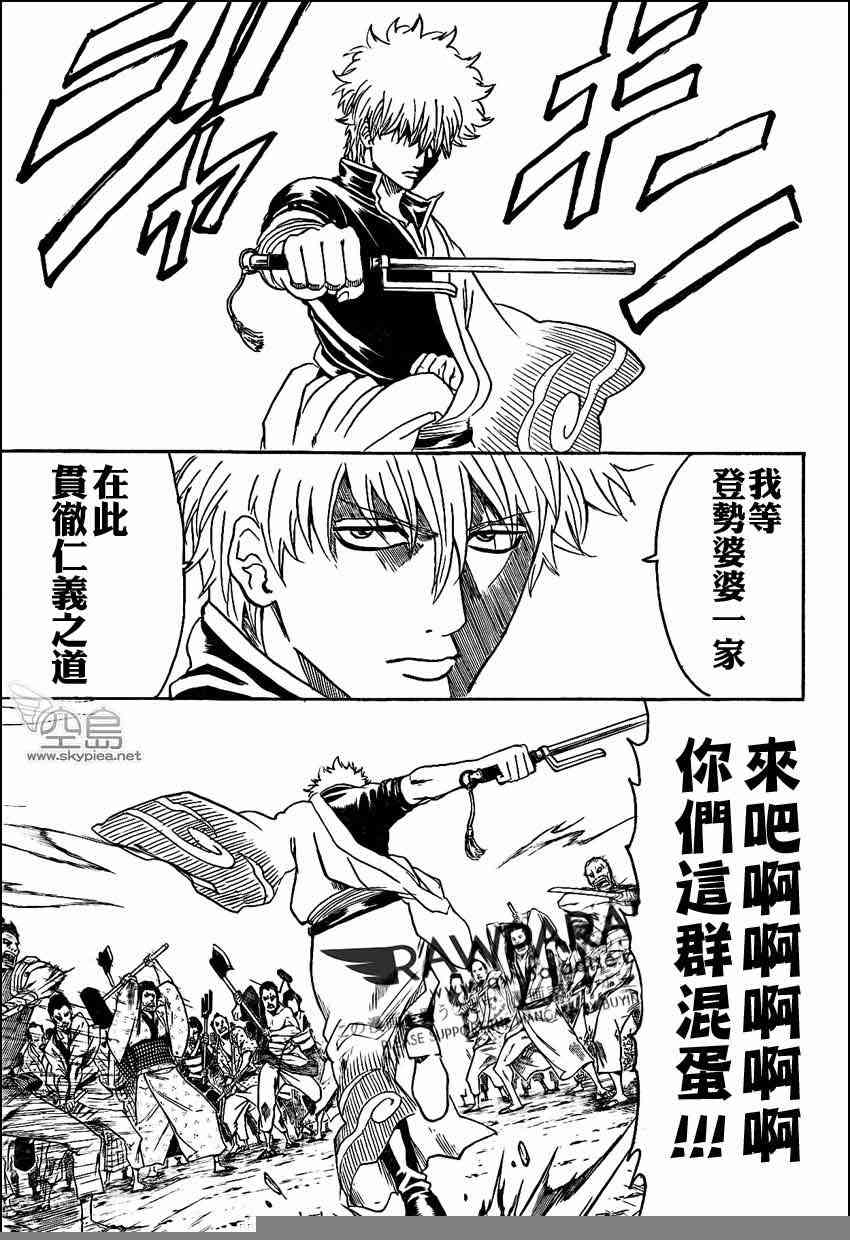 ジャキン
我等
登勢婆婆一家
在此
貫徹仁義之道
來吧啊啊啊啊啊
你們這群混蛋!!!
空島
www.skypiea.net
RAWPARA